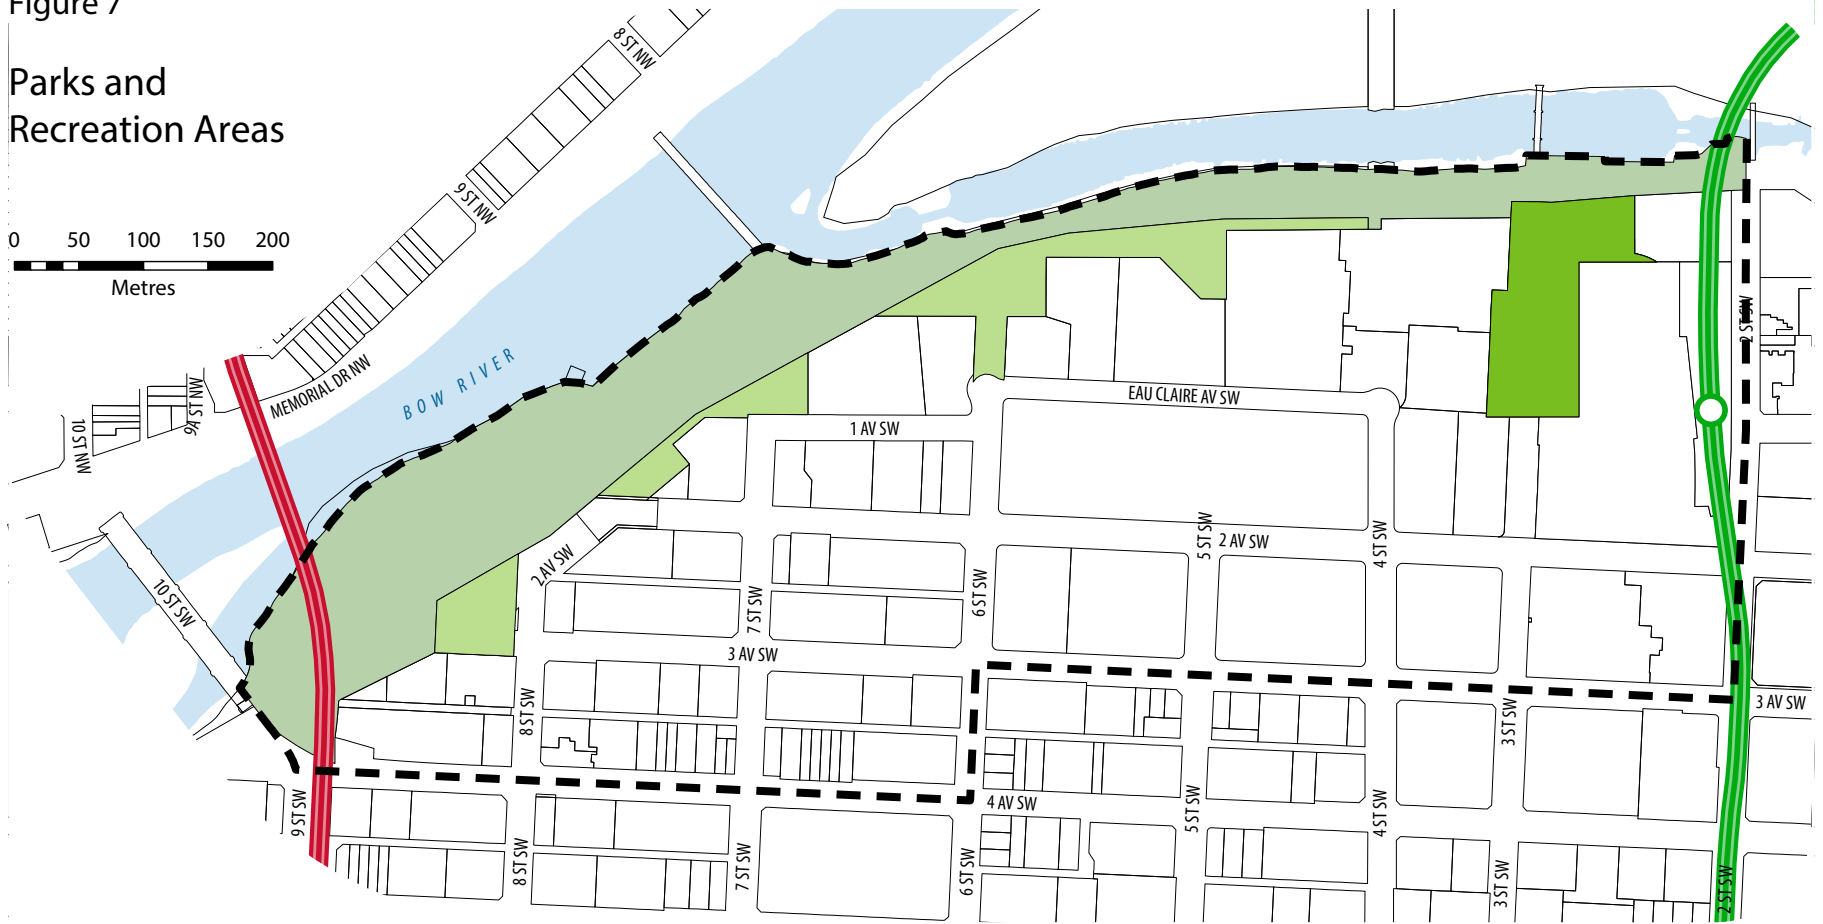 Figure 7
Parks and
Recreation Areas
0 50 100 150 200
Metres
8 ST NW
9 ST NW
MEMORIAL DR NW
9A ST NW
10 ST NW
BOW RIVER
10 ST SW
EAU CLAIRE AV SW
1 AV SW
2 ST SW
2 AV SW
5 ST SW
2 AV SW
4 ST SW
7 ST SW
6 ST SW
3 AV SW
8 ST SW
3 ST SW
3 AV SW
9 ST SW
4 AV SW
5 ST SW
4 ST SW
8 ST SW
7 ST SW
6 ST SW
3 ST SW
2 ST SW